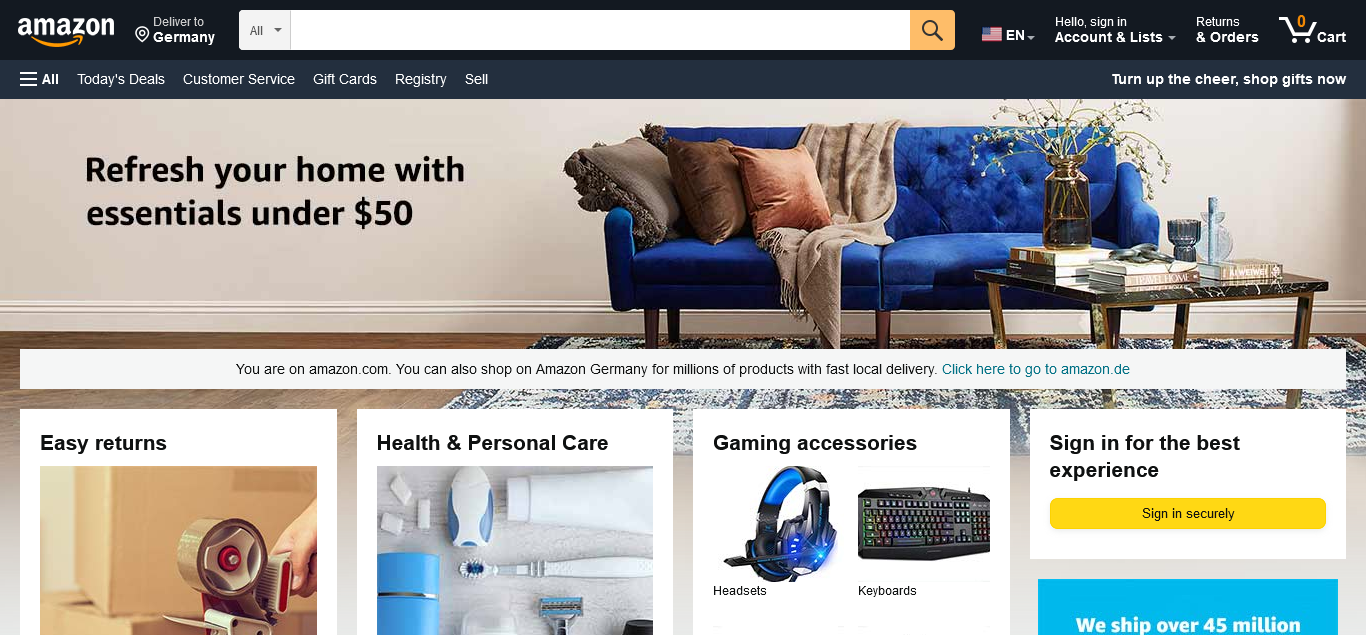 amazon
Deliver to
Germany
All
EN
Hello, sign in
Account & Lists
Returns
& Orders
0
Cart
All
Today's Deals
Customer Service
Gift Cards
Registry
Sell
Turn up the cheer, shop gifts now
Refresh your home with
essentials under $50
You are on amazon.com. You can also shop on Amazon Germany for millions of products with fast local delivery. Click here to go to amazon.de
Easy returns
Health & Personal Care
Gaming accessories
Headsets
Keyboards
Sign in for the best
experience
Sign in securely
We ship over 45 million